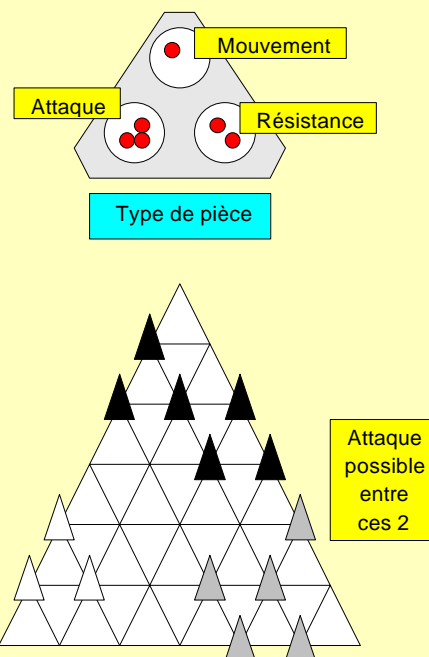 Mouvement
Attaque
Résistance
Type de pièce
Attaque
possible
entre
ces 2